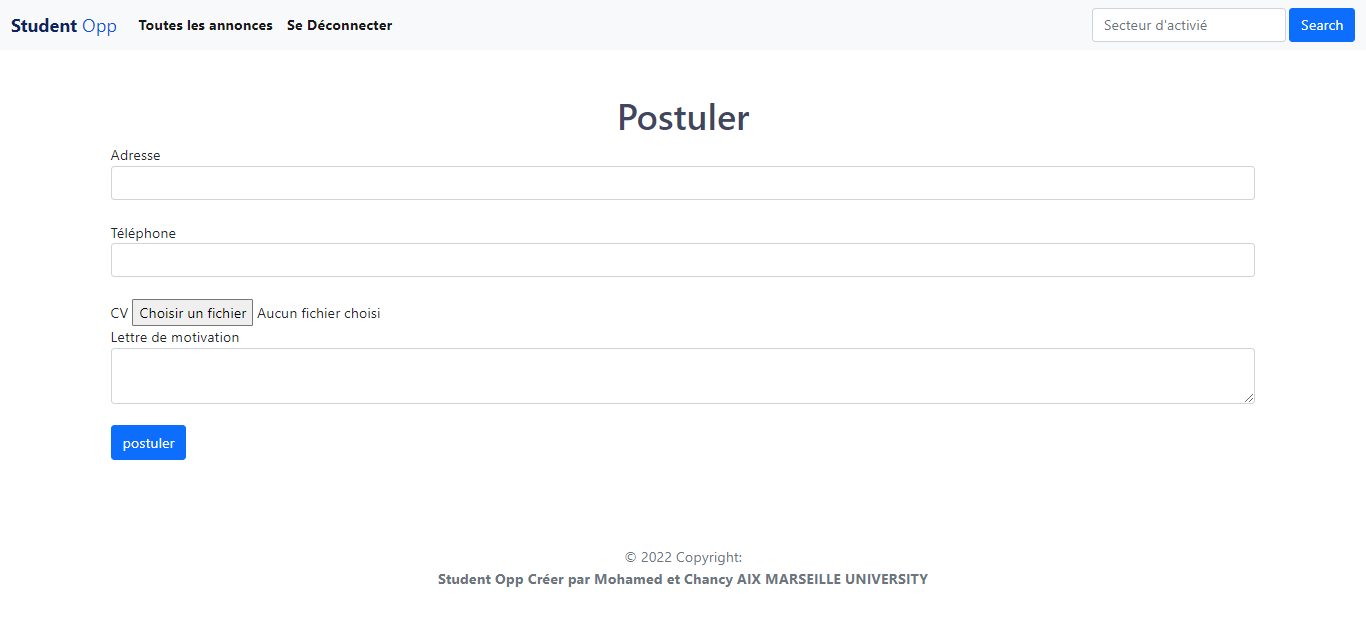 Student Opp Toutes les annonces Se Déconnecter Secteur d'activié Search
Postuler
Adresse
Téléphone
CV Choisir un fichier Aucun fichier choisi
Lettre de motivation
postuler
© 2022 Copyright:
Student Opp Créer par Mohamed et Chancy AIX MARSEILLE UNIVERSITY